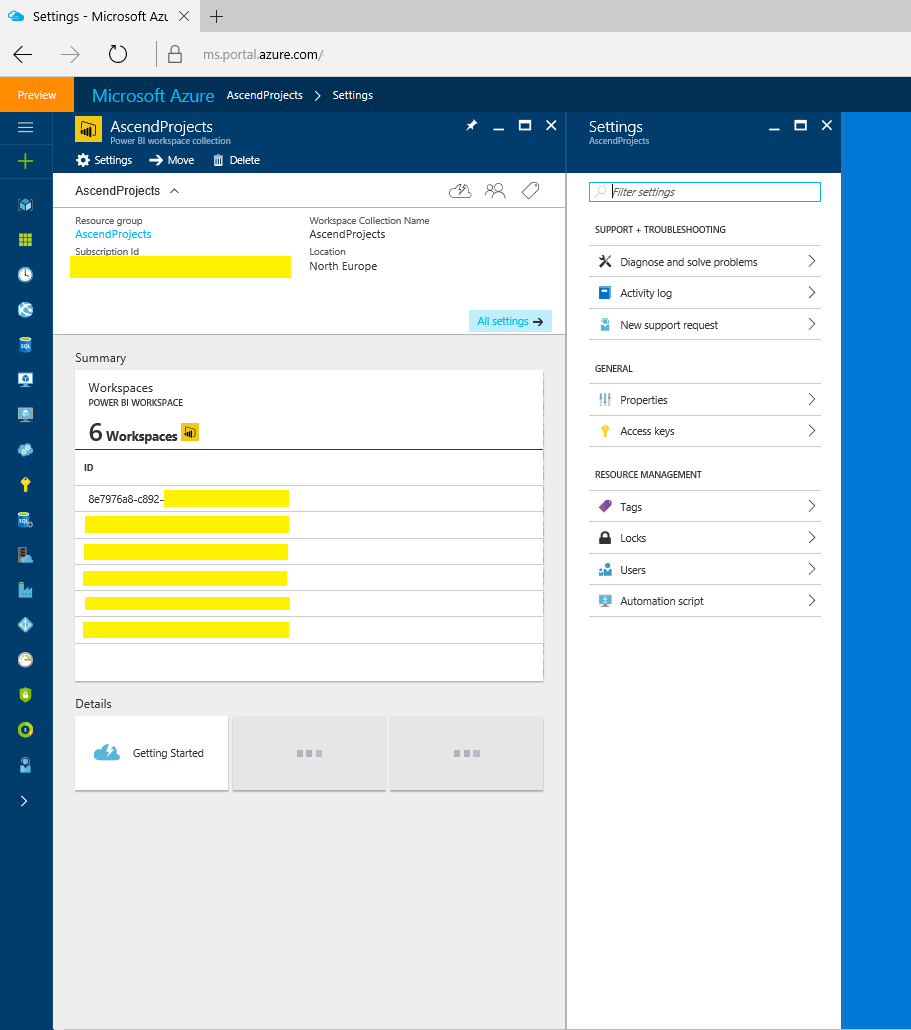 Settings - Microsoft Azu
ms.portal.azure.com/
Preview
Microsoft Azure AscendProjects Settings
AscendProjects
Power BI workspace collection
Settings Move Delete
AscendProjects
Resource group
AscendProjects
Subscription Id
Workspace Collection Name
AscendProjects
Location
North Europe
All settings
Summary
Workspaces
POWER BI WORKSPACE
6 Workspaces
ID
8e7976a8-c892-
Details
Getting Started
Settings
AscendProjects
Filter settings
SUPPORT + TROUBLESHOOTING
Diagnose and solve problems
Activity log
New support request
GENERAL
Properties
Access keys
RESOURCE MANAGEMENT
Tags
Locks
Users
Automation script